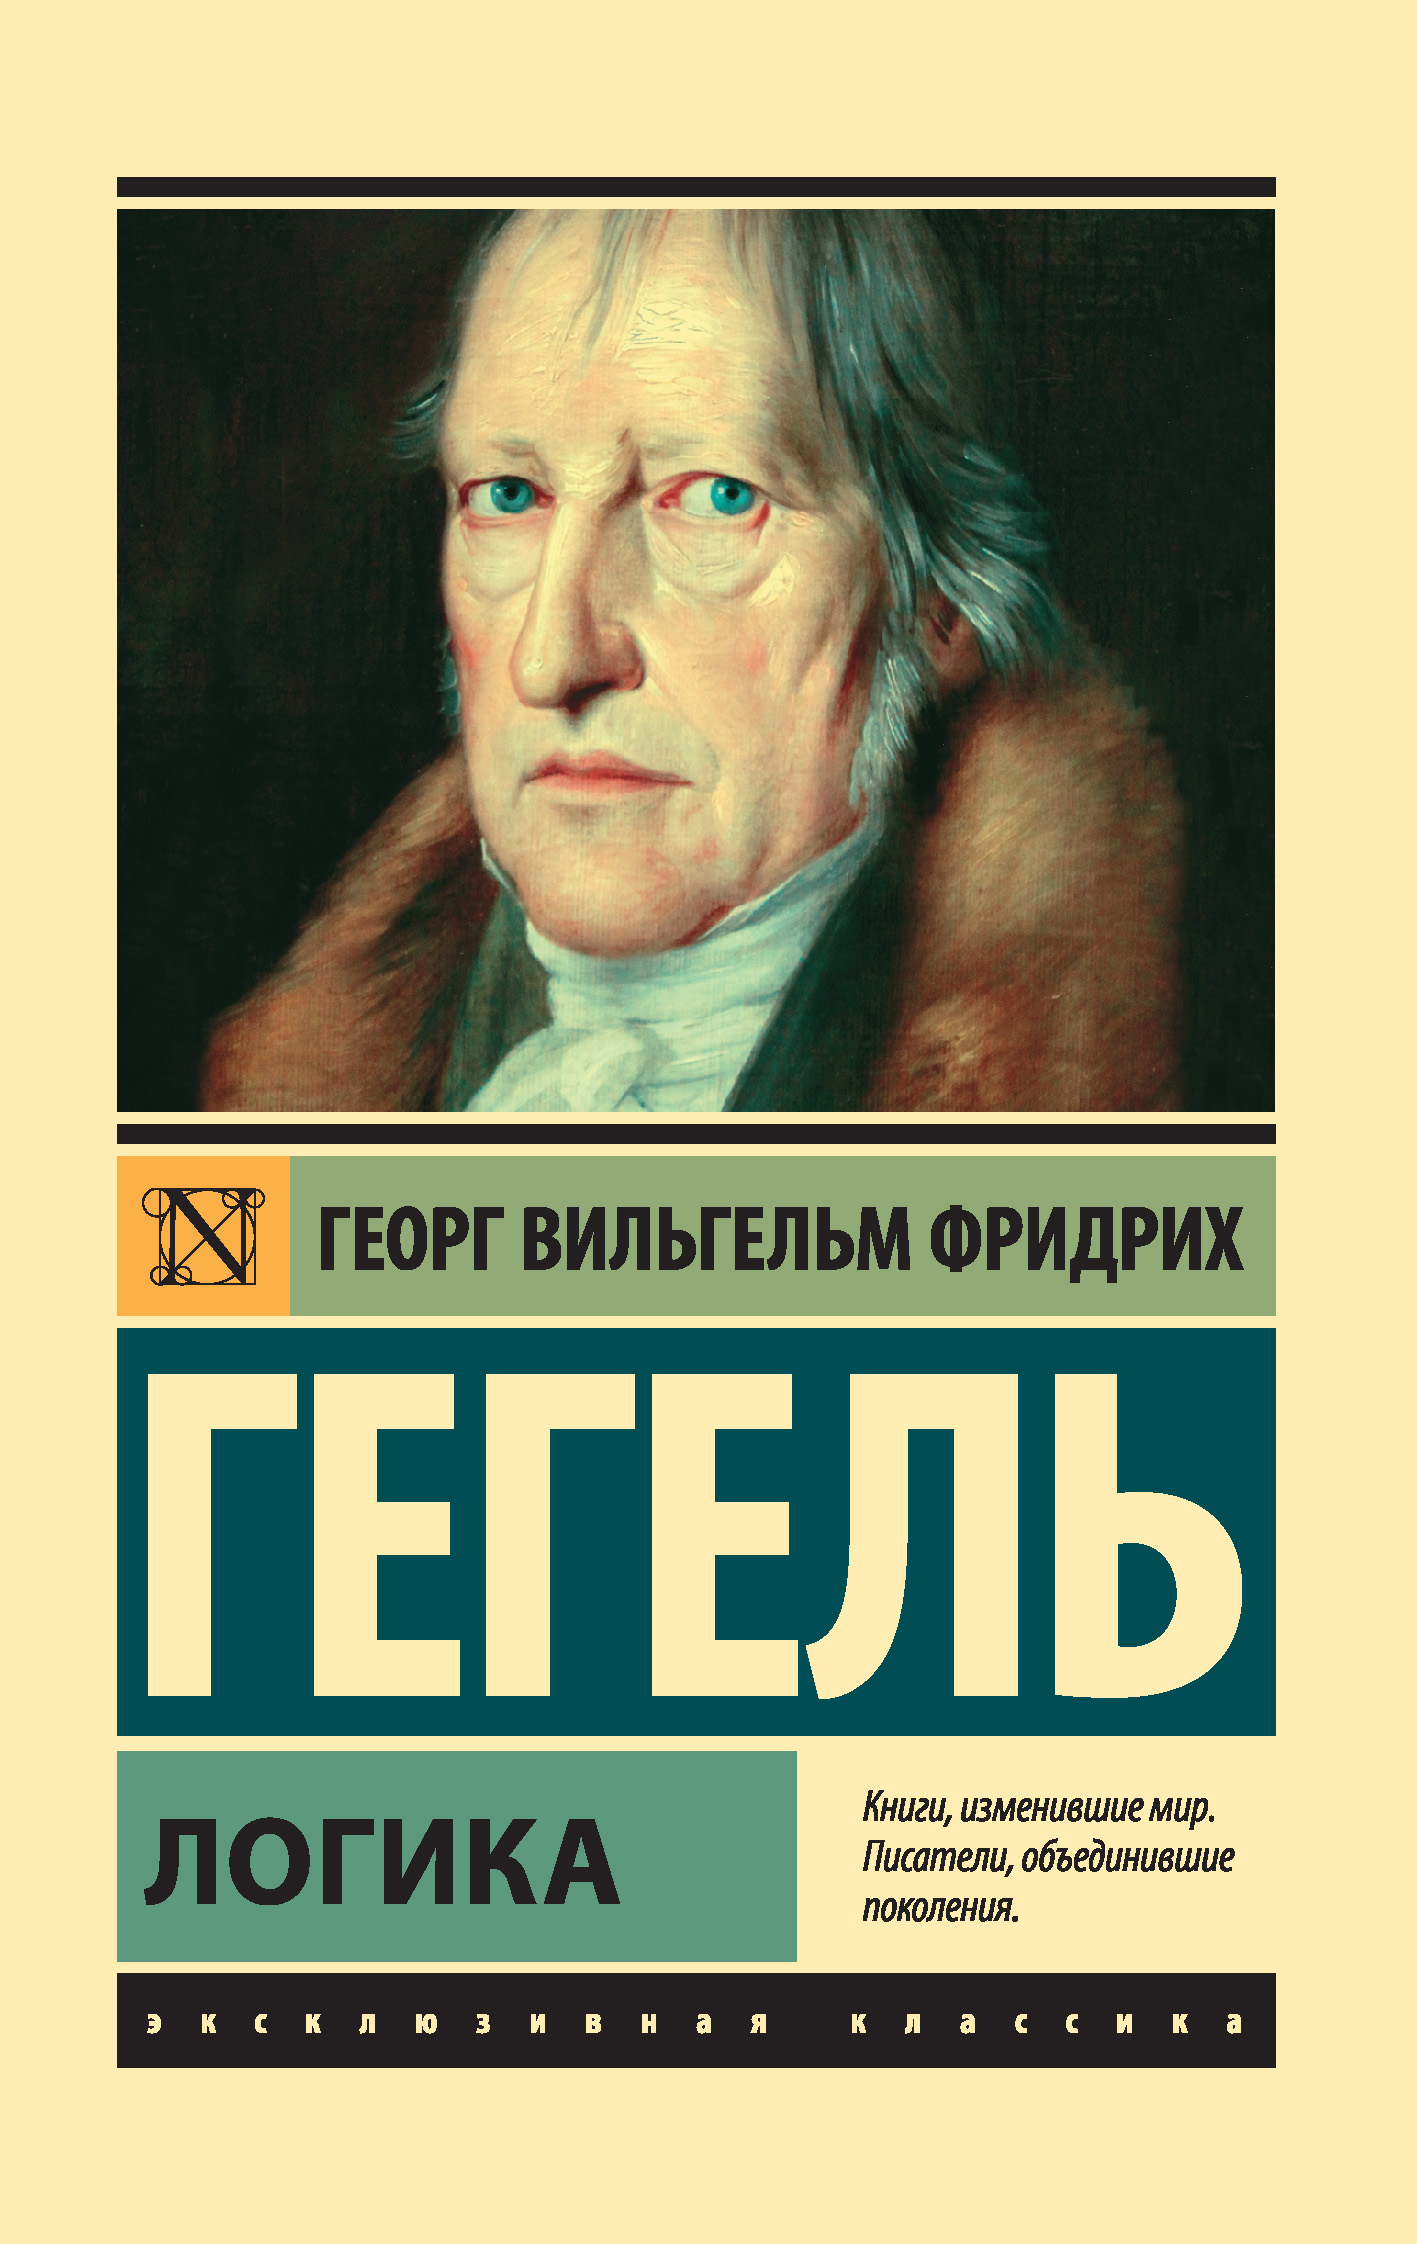 ГЕОРГ ВИЛЬГЕЛЬМ ФРИДРИХ
ГЕГЕЛЬ
ЛОГИКА
Книги, изменившие мир.
Писатели, объединившие
поколения.
эксклюзивная классика